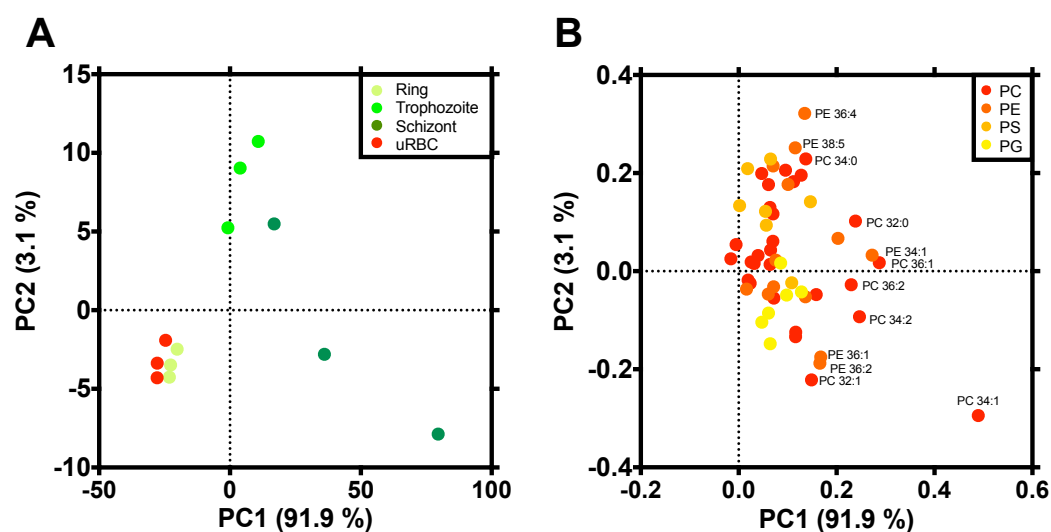 A
15
10
5
0
-5
-10
-50
0
50
100
PC2 (3.1 %)
PC1 (91.9 %)
Ring
Trophozoite
Schizont
uRBC
B
0.4
0.2
0.0
-0.2
-0.4
-0.2
0.0
0.2
0.4
0.6
PC2 (3.1 %)
PC1 (91.9 %)
PC
PE
PS
PG
PE 36:4
PE 38:5
PC 34:0
PC 32:0
PE 34:1
PC 36:1
PC 36:2
PC 34:2
PE 36:1
PE 36:2
PC 32:1
PC 34:1